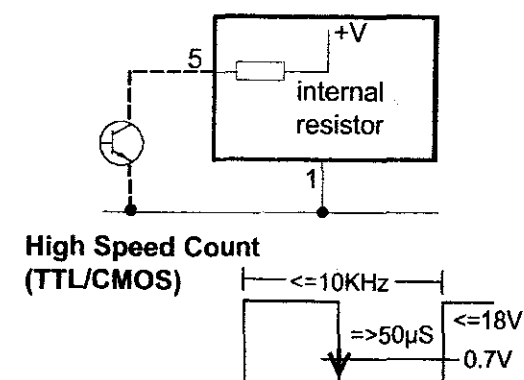 +V
5
internal
resistor
1
High Speed Count
(TTL/CMOS)
<=10KHz
<=18V
=>50µS
0.7V